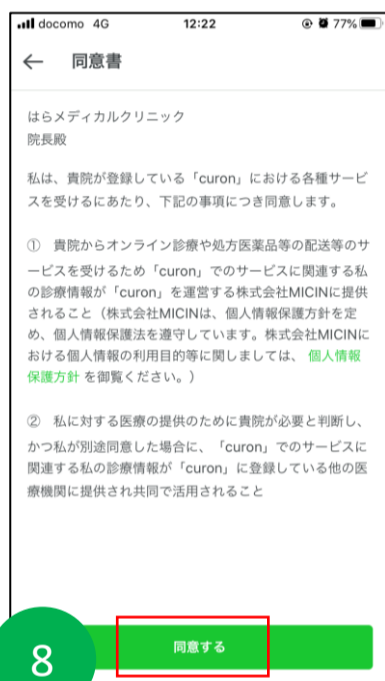 docomo 4G 12:22 77%
← 同意書
はらメディカルクリニック
院長殿
私は、貴院が登録している「curon」における各種サービ
スを受けるにあたり、下記の事項につき同意します。
① 貴院からオンライン診療や処方医薬品等の配送等のサ
ービスを受けるため「curon」でのサービスに関連する私
の診療情報が「curon」を運営する株式会社MICINに提供
されること（株式会社MICINは、個人情報保護方針を定
め、個人情報保護法を遵守しています。株式会社MICINに
おける個人情報の利用目的等に関しましては、 個人情報
保護方針 を御覧ください。）
② 私に対する医療の提供のために貴院が必要と判断し、
かつ私が別途同意した場合に、「curon」でのサービスに
関連する私の診療情報が「curon」に登録している他の医
療機関に提供され共同で活用されること
同意する
8